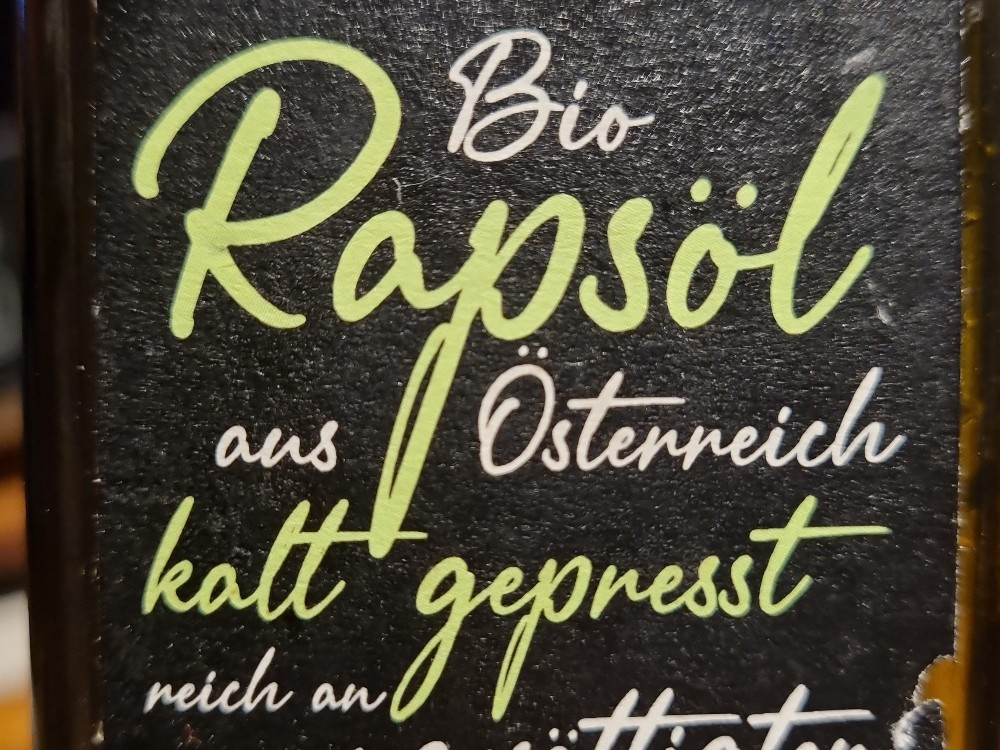 Bio
Rapsöl
aus Österreich
kalt gepresst
reich an